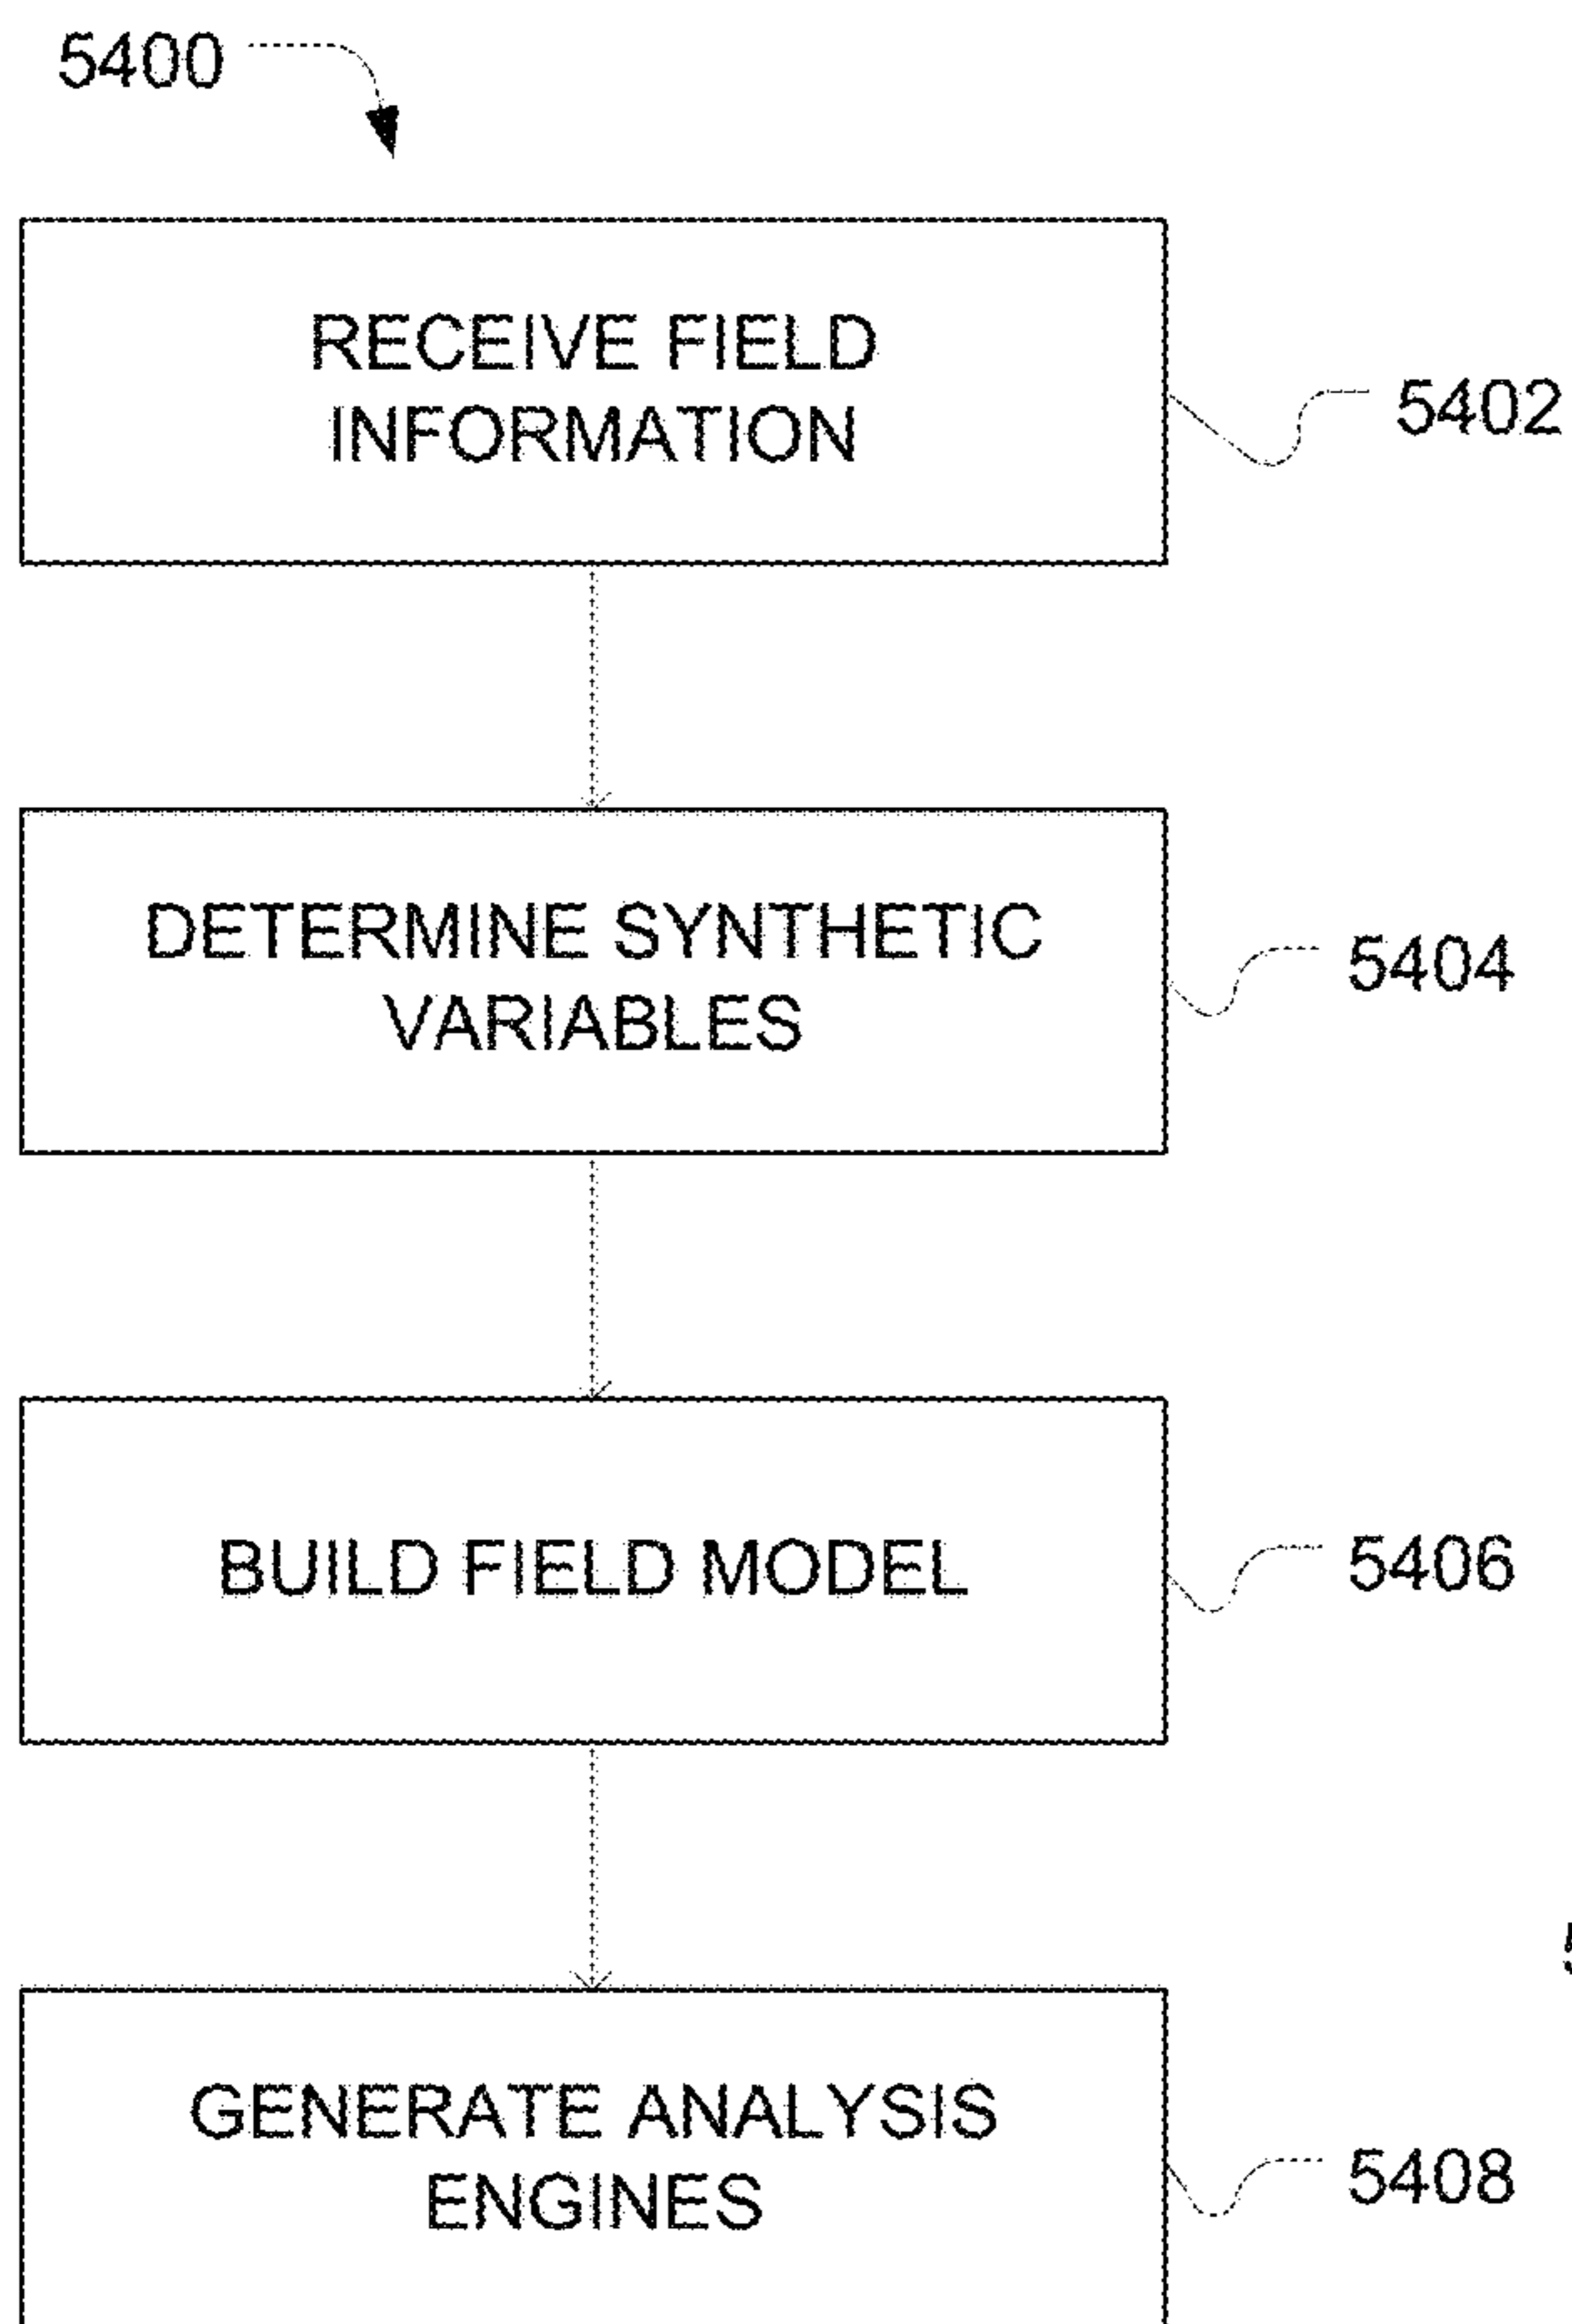 5400
RECEIVE FIELD
INFORMATION
5402
DETERMINE SYNTHETIC
VARIABLES
5404
BUILD FIELD MODEL
5406
GENERATE ANALYSIS
ENGINES
5408